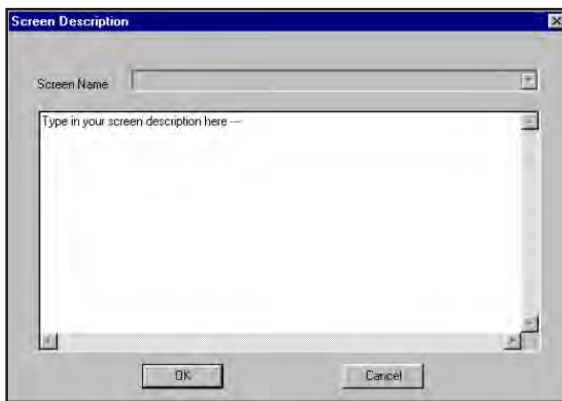 Screen Description
Screen Name
Type in your screen description here ---
OK
Cancel